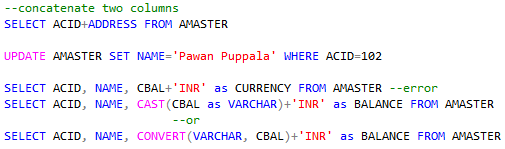 --concatenate two columns
SELECT ACID+ADDRESS FROM AMASTER
UPDATE AMASTER SET NAME='Pawan Puppala' WHERE ACID=102
SELECT ACID, NAME, CBAL+'INR' as CURRENCY FROM AMASTER --error
SELECT ACID, NAME, CAST(CBAL as VARCHAR)+'INR' as BALANCE FROM AMASTER
--or
SELECT ACID, NAME, CONVERT(VARCHAR, CBAL)+'INR' as BALANCE FROM AMASTER